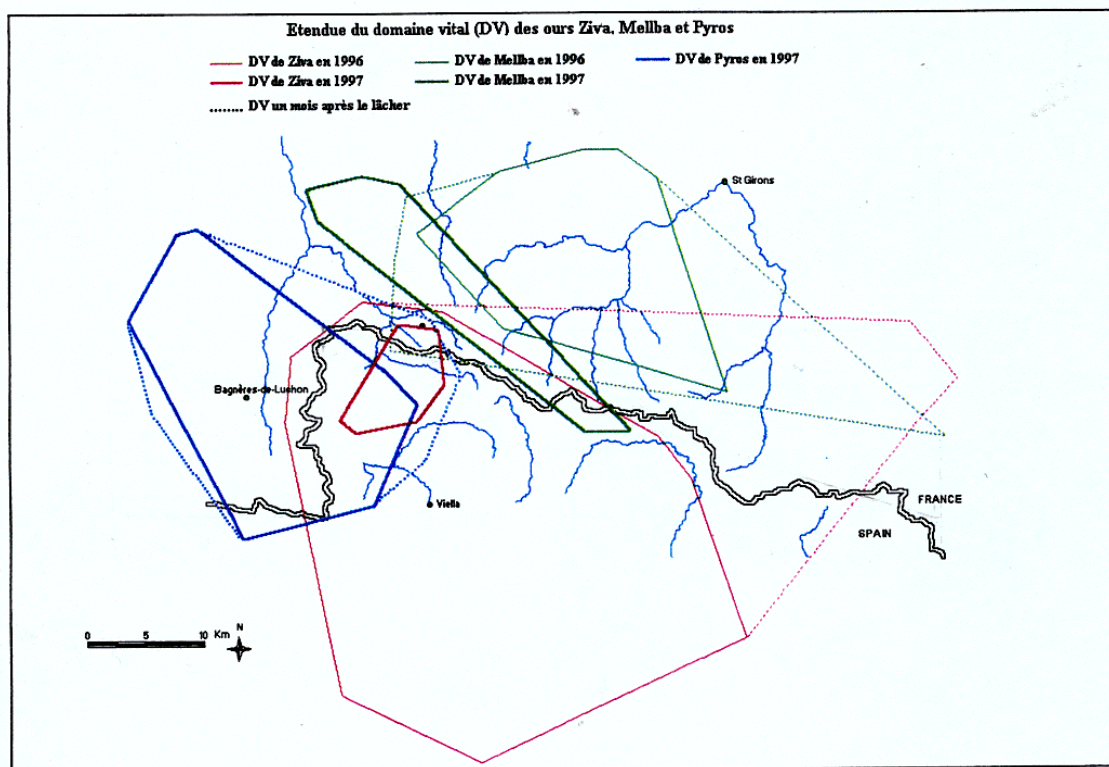 Etendue du domaine vital (DV) des ours Ziva, Mellba et Pyros
DV de Ziva en 1996 DV de Mellba en 1996 DV de Pyros en 1997
DV de Ziva en 1997 DV de Mellba en 1997
DV un mois après le lâcher
St Girons
Bagnères-de-Luchon
Viella
FRANCE
SPAIN
0 5 10 Km N